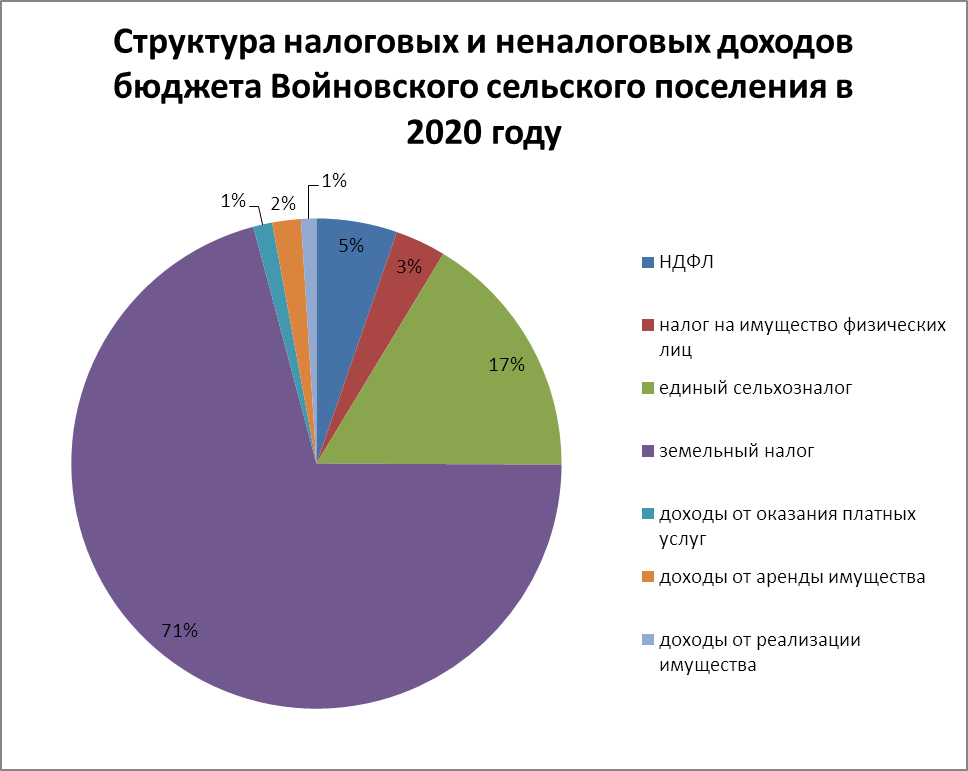 Структура налоговых и неналоговых доходов
бюджета Войновского сельского поселения в
2020 году
1%
2%
1%
5%
3%
17%
71%
НДФЛ
налог на имущество физических
лиц
единый сельхозналог
земельный налог
доходы от оказания платных
услуг
доходы от аренды имущества
доходы от реализации
имущества